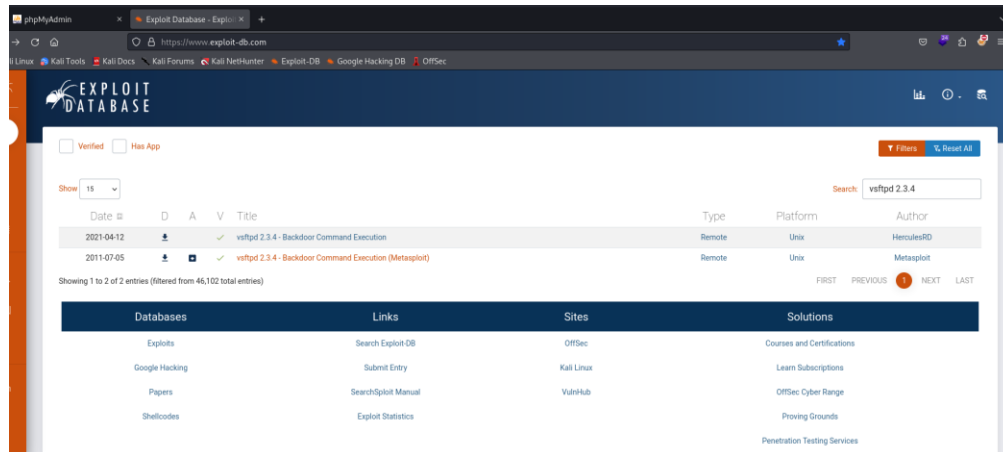 phpMyAdmin × Exploit Database - Exploi × +
https://www.exploit-db.com
li Linux Kali Tools Kali Docs Kali Forums Kali NetHunter Exploit-DB Google Hacking DB OffSec
EXPLOIT
DATABASE
Verified Has App Filters Reset All
Show 15 Search: vsftpd 2.3.4
Date D A V Title Type Platform Author
2021-04-12 vsftpd 2.3.4 - Backdoor Command Execution Remote Unix HerculesRD
2011-07-05 vsftpd 2.3.4 - Backdoor Command Execution (Metasploit) Remote Unix Metasploit
Showing 1 to 2 of 2 entries (filtered from 46,102 total entries) FIRST PREVIOUS 1 NEXT LAST
Databases Links Sites Solutions
Exploits Search Exploit-DB OffSec Courses and Certifications
Google Hacking Submit Entry Kali Linux Learn Subscriptions
Papers SearchSploit Manual VulnHub OffSec Cyber Range
Shellcodes Exploit Statistics Proving Grounds
Penetration Testing Services